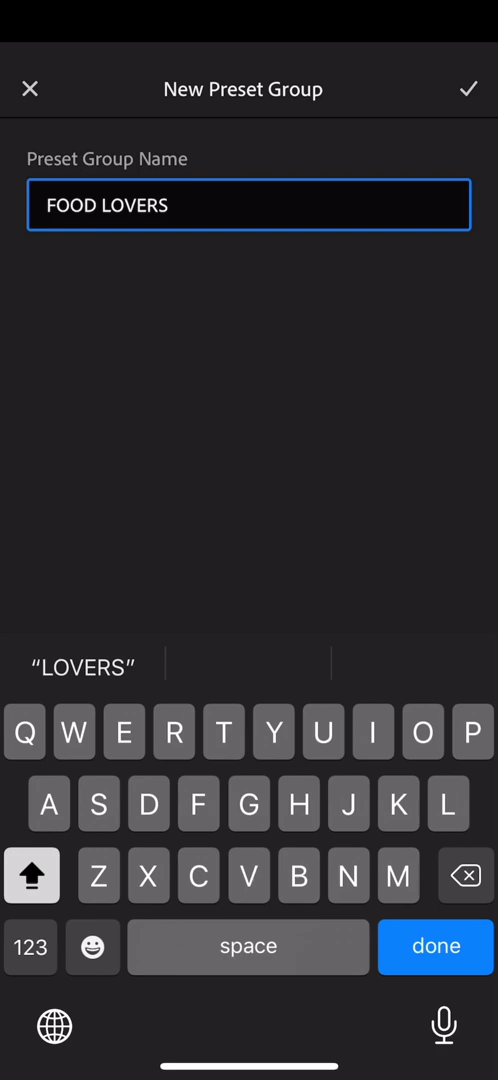 New Preset Group
Preset Group Name
FOOD LOVERS
“LOVERS”
Q W E R T Y U I O P
A S D F G H J K L
Z X C V B N M
123 space done